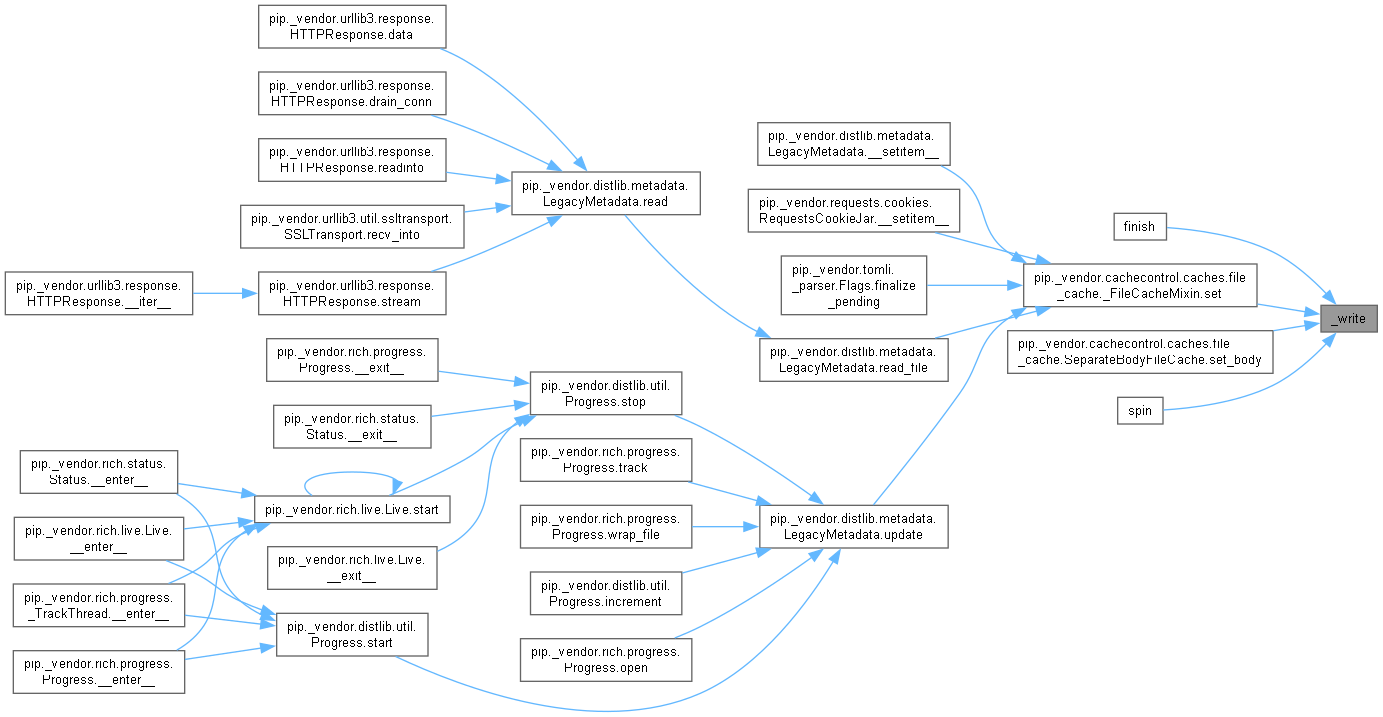 pip._vendor.urllib3.response.
HTTPResponse.data
pip._vendor.urllib3.response.
HTTPResponse.drain_conn
pip._vendor.urllib3.response.
HTTPResponse.readinto
pip._vendor.urllib3.util.ssltransport.
SSLTransport.recv_into
pip._vendor.urllib3.response.
HTTPResponse.__iter__
pip._vendor.urllib3.response.
HTTPResponse.stream
pip._vendor.distlib.metadata.
LegacyMetadata.read
pip._vendor.distlib.metadata.
LegacyMetadata.__setitem__
pip._vendor.requests.cookies.
RequestsCookieJar.__setitem__
pip._vendor.tomli.
_parser.Flags.finalize
_pending
pip._vendor.distlib.metadata.
LegacyMetadata.read_file
finish
pip._vendor.cachecontrol.caches.file
_cache._FileCacheMixin.set
_write
pip._vendor.cachecontrol.caches.file
_cache.SeparateBodyFileCache.set_body
spin
pip._vendor.rich.progress.
Progress.__exit__
pip._vendor.rich.status.
Status.__exit__
pip._vendor.distlib.util.
Progress.stop
pip._vendor.rich.progress.
Progress.track
pip._vendor.rich.status.
Status.__enter__
pip._vendor.rich.live.Live.start
pip._vendor.rich.live.Live.
__enter__
pip._vendor.rich.progress.
Progress.wrap_file
pip._vendor.distlib.metadata.
LegacyMetadata.update
pip._vendor.rich.live.Live.
__exit__
pip._vendor.distlib.util.
Progress.increment
pip._vendor.rich.progress.
_TrackThread.__enter__
pip._vendor.distlib.util.
Progress.start
pip._vendor.rich.progress.
Progress.open
pip._vendor.rich.progress.
Progress.__enter__